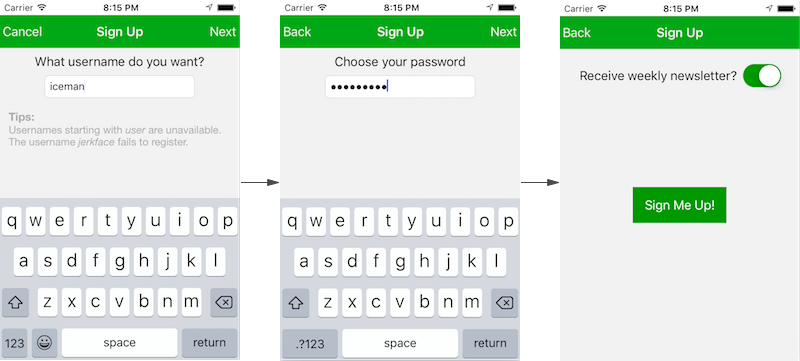 Carrier 8:15 PM
Cancel Sign Up Next
What username do you want?
iceman
Tips:
Usernames starting with user are unavailable.
The username jerkface fails to register.
q w e r t y u i o p
a s d f g h j k l
z x c v b n m
123 space return
Carrier 8:15 PM
Back Sign Up Next
Choose your password
•••••••••
q w e r t y u i o p
a s d f g h j k l
z x c v b n m
.?123 space return
Carrier 8:15 PM
Back Sign Up
Receive weekly newsletter?
Sign Me Up!